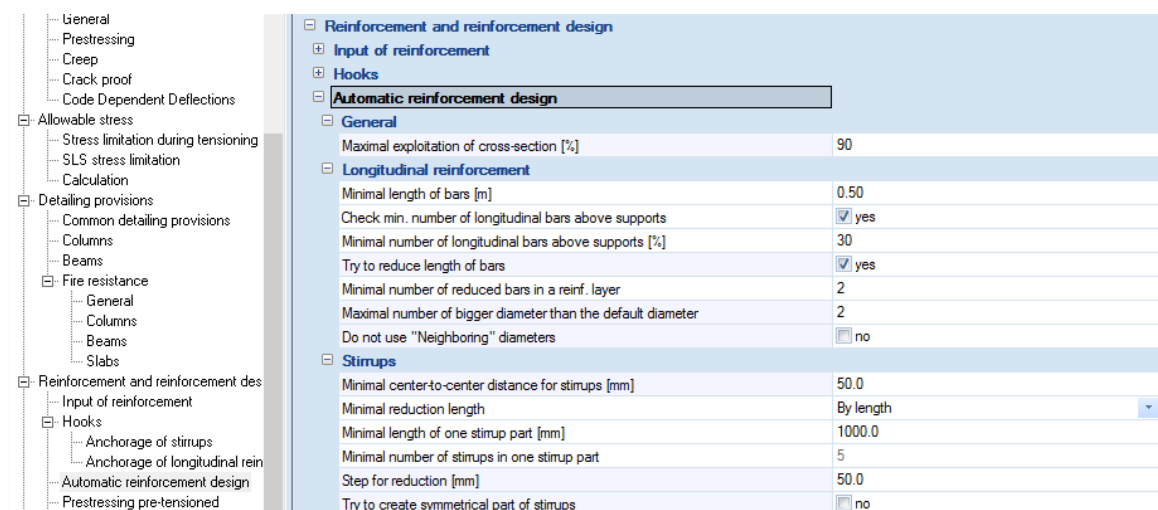 General
Prestressing
Creep
Crack proof
Code Dependent Deflections
Allowable stress
Stress limitation during tensioning
SLS stress limitation
Calculation
Detailing provisions
Common detailing provisions
Columns
Beams
Fire resistance
General
Columns
Beams
Slabs
Reinforcement and reinforcement des
Input of reinforcement
Hooks
Anchorage of stirrups
Anchorage of longitudinal rein
Automatic reinforcement design
Prestressing pre-tensioned
Reinforcement and reinforcement design
Input of reinforcement
Hooks
Automatic reinforcement design
General
Maximal exploitation of cross-section [%] 90
Longitudinal reinforcement
Minimal length of bars [m] 0.50
Check min. number of longitudinal bars above supports yes
Minimal number of longitudinal bars above supports [%] 30
Try to reduce length of bars yes
Minimal number of reduced bars in a reinf. layer 2
Maximal number of bigger diameter than the default diameter 2
Do not use "Neighboring" diameters no
Stirrups
Minimal center-to-center distance for stirrups [mm] 50.0
Minimal reduction length By length
Minimal length of one stirrup part [mm] 1000.0
Minimal number of stirrups in one stirrup part 5
Step for reduction [mm] 50.0
Try to create symmetrical part of stirrups no